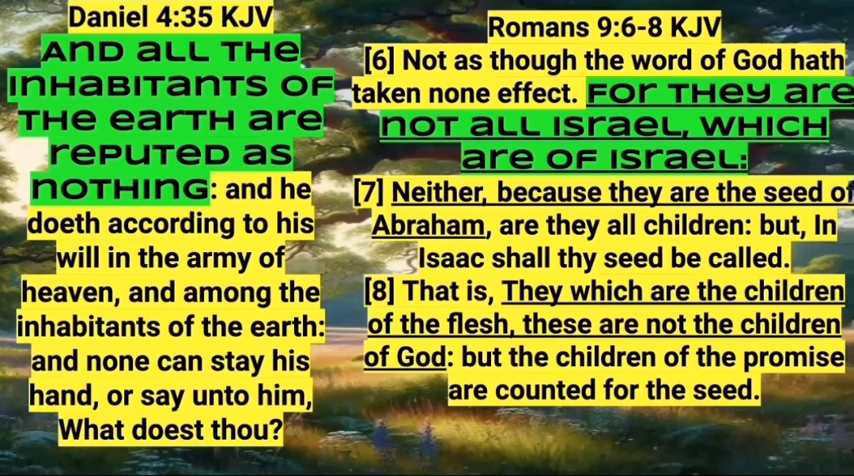 Daniel 4:35 KJV
AND ALL THE
INHABITANTS OF
THE EARTH ARE
REPUTED AS
NOTHING: and he
doeth according to his
will in the army of
heaven, and among the
inhabitants of the earth:
and none can stay his
hand, or say unto him,
What doest thou?
Romans 9:6-8 KJV
[6] Not as though the word of God hath
taken none effect. For they are
not all Israel, which
are of Israel:
[7] Neither, because they are the seed of
Abraham, are they all children: but, In
Isaac shall thy seed be called.
[8] That is, They which are the children
of the flesh, these are not the children
of God: but the children of the promise
are counted for the seed.